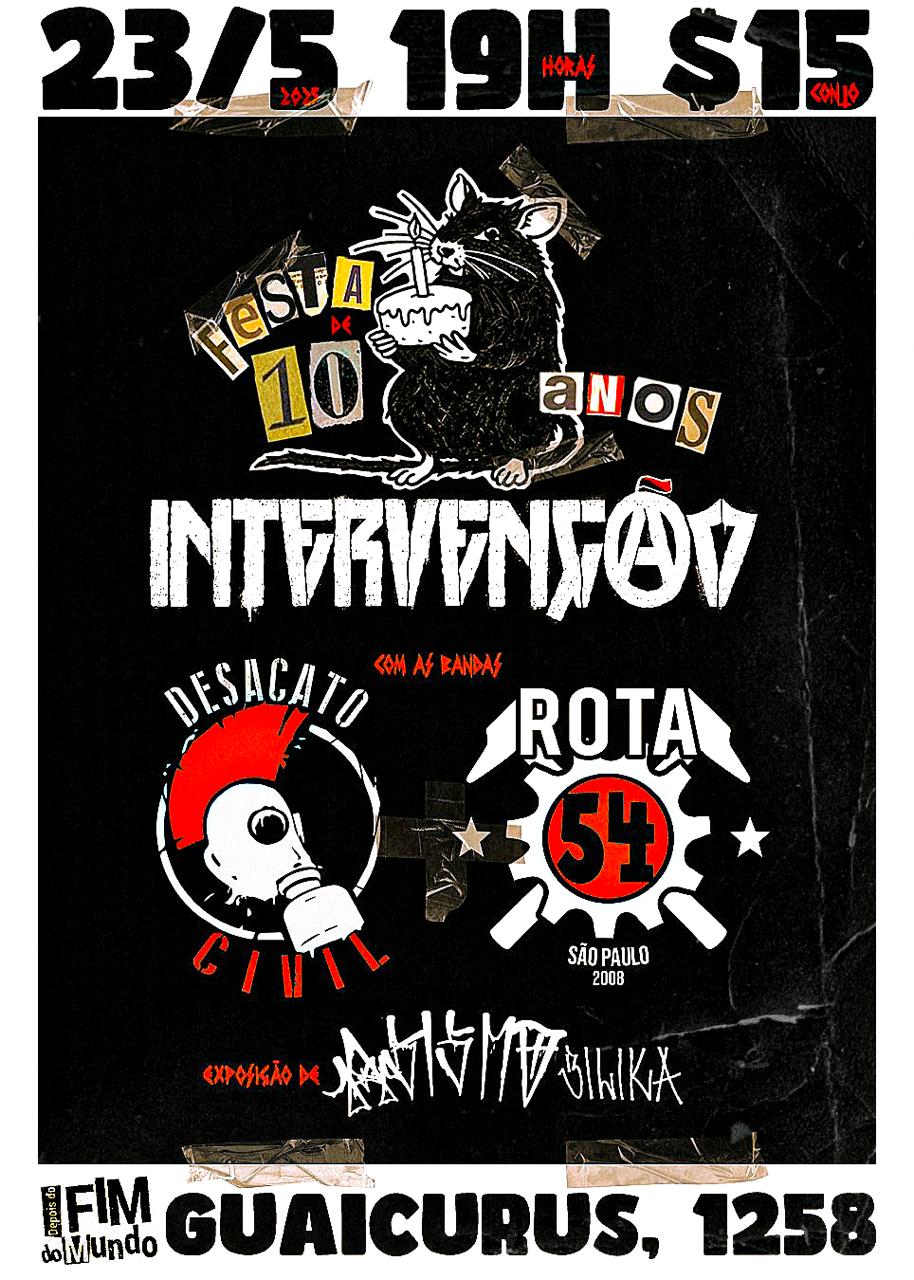 23/5 2025 19H HORAS $15 CONTO
FESTA
DE
10 ANOS
INTERVENÇÃO
COM AS BANDAS
DESACATO
CIVIL
ROTA
54
SÃO PAULO
2008
EXPOSIÇÃO DE
BILIKA
Depois do
FIM
do Mundo
GUAICURUS, 1258